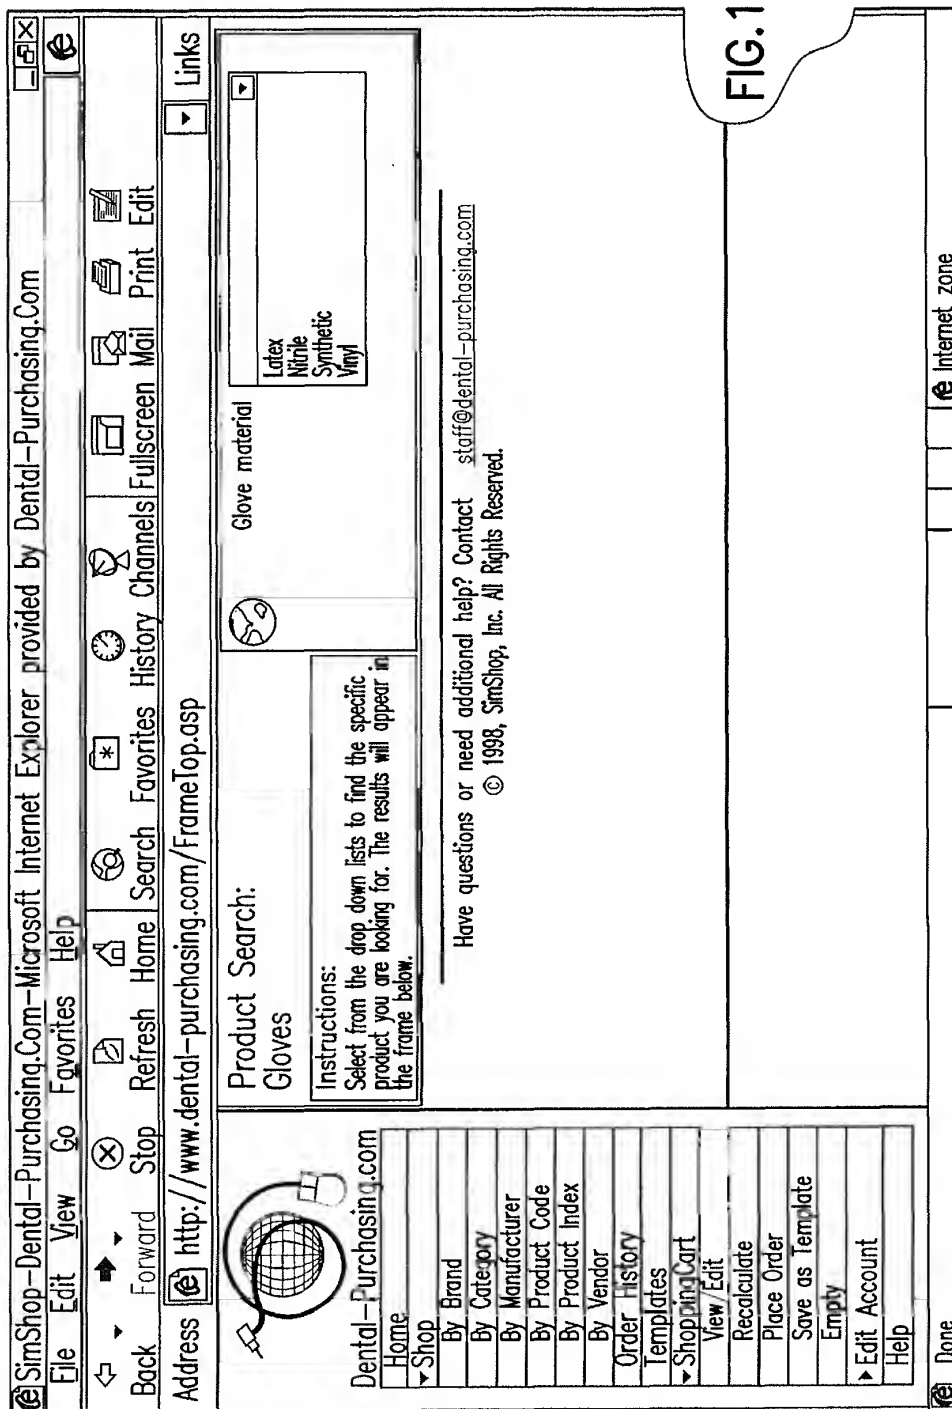 SimShop-Dental-Purchasing.Com-Microsoft Internet Explorer provided by Dental-Purchasing.Com
File Edit View Go Favorites Help
Back Forward Stop Refresh Home Search Favorites History Channels Fullscreen Mail Print Edit
Address http://www.dental-purchasing.com/FrameTop.asp Links
Dental-Purchasing.com
Home
Shop
By Brand
By Category
By Manufacturer
By Product Code
By Product Index
By Vendor
Order History
Templates
ShoppingCart
View/Edit
Recalculate
Place Order
Save as Template
Empty
Edit Account
Help
Product Search:
Gloves
Instructions:
Select from the drop down lists to find the specific
product you are looking for. The results will appear in
the frame below.
Glove material
Latex
Nitrile
Synthetic
Vinyl
Have questions or need additional help? Contact staff@dental-purchasing.com
© 1998, SimShop, Inc. All Rights Reserved.
FIG.1
Done Internet zone